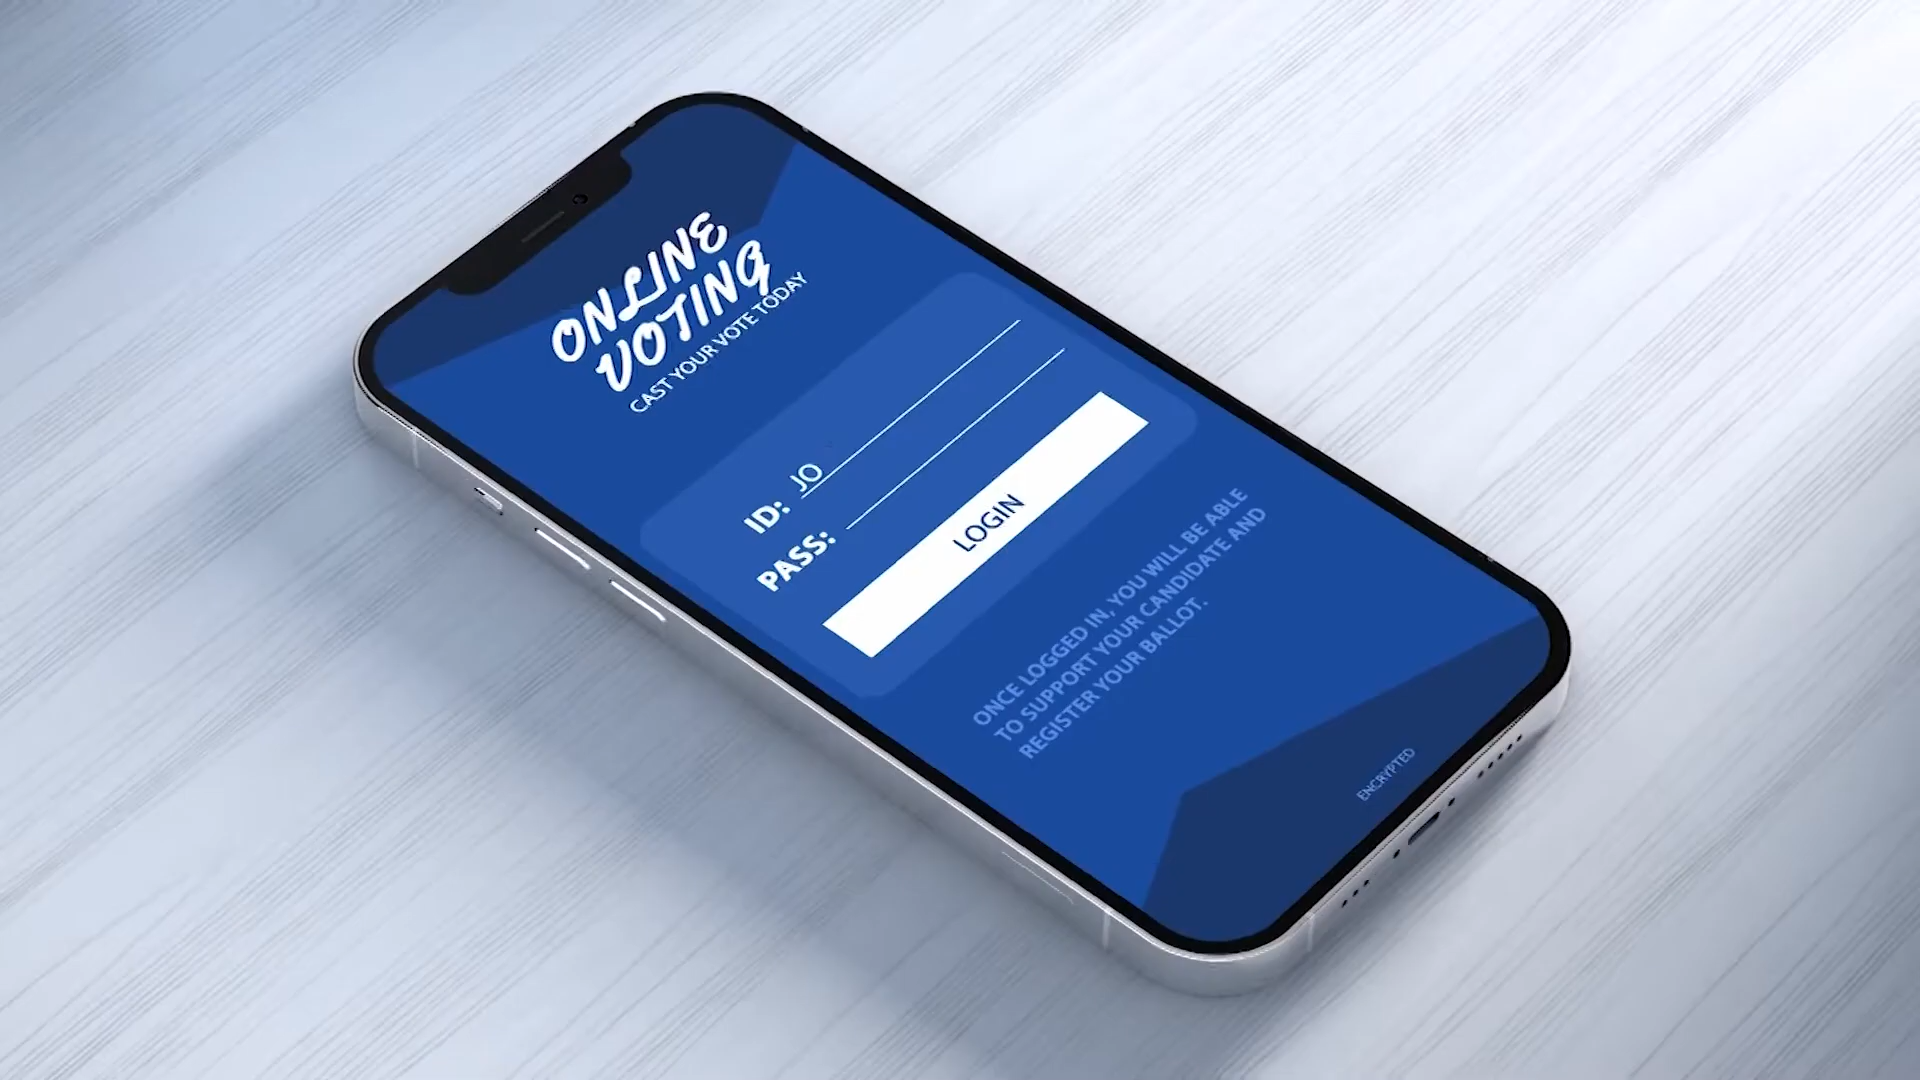 ONLINE
VOTING
CAST YOUR VOTE TODAY
ID: JO
PASS:
LOGIN
ONCE LOGGED IN, YOU WILL BE ABLE
TO SUPPORT YOUR CANDIDATE AND
REGISTER YOUR BALLOT.
ENCRYPTED